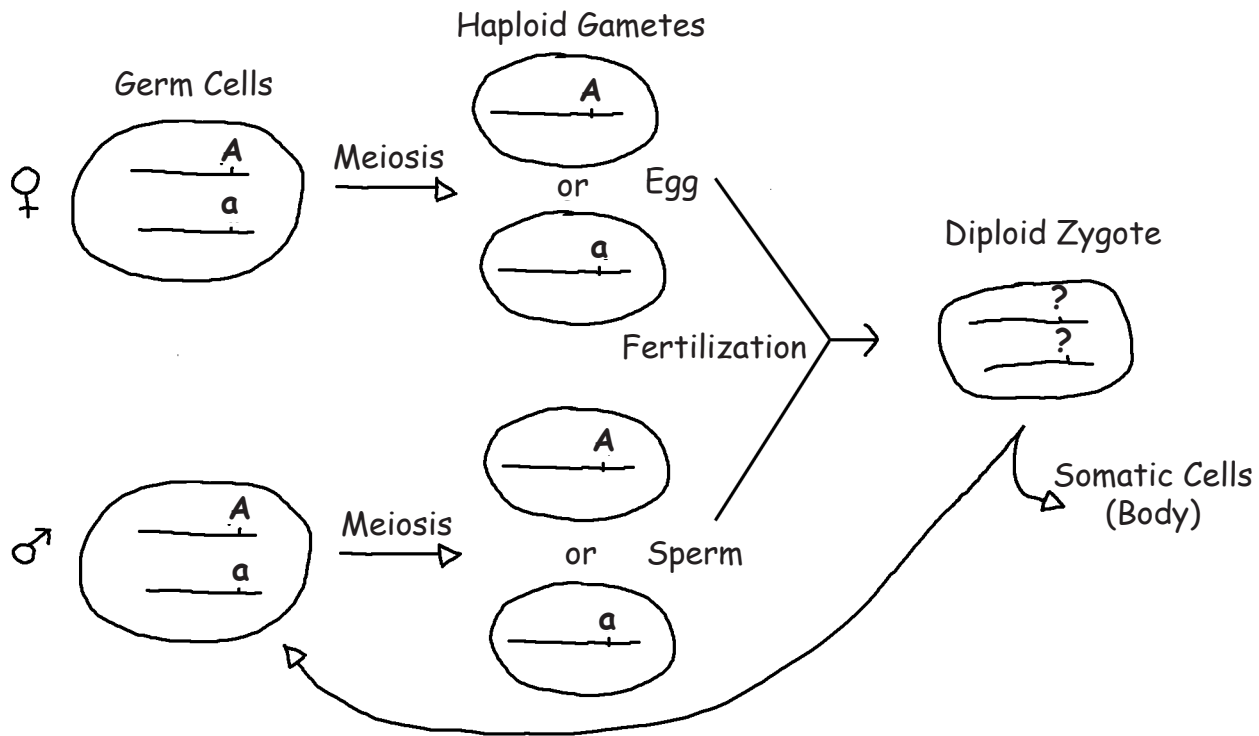 Haploid Gametes
Germ Cells
A
a
Meiosis
A
or
Egg
a
Diploid Zygote
?
?
Fertilization
A
a
Meiosis
A
or
Sperm
a
Somatic Cells
(Body)